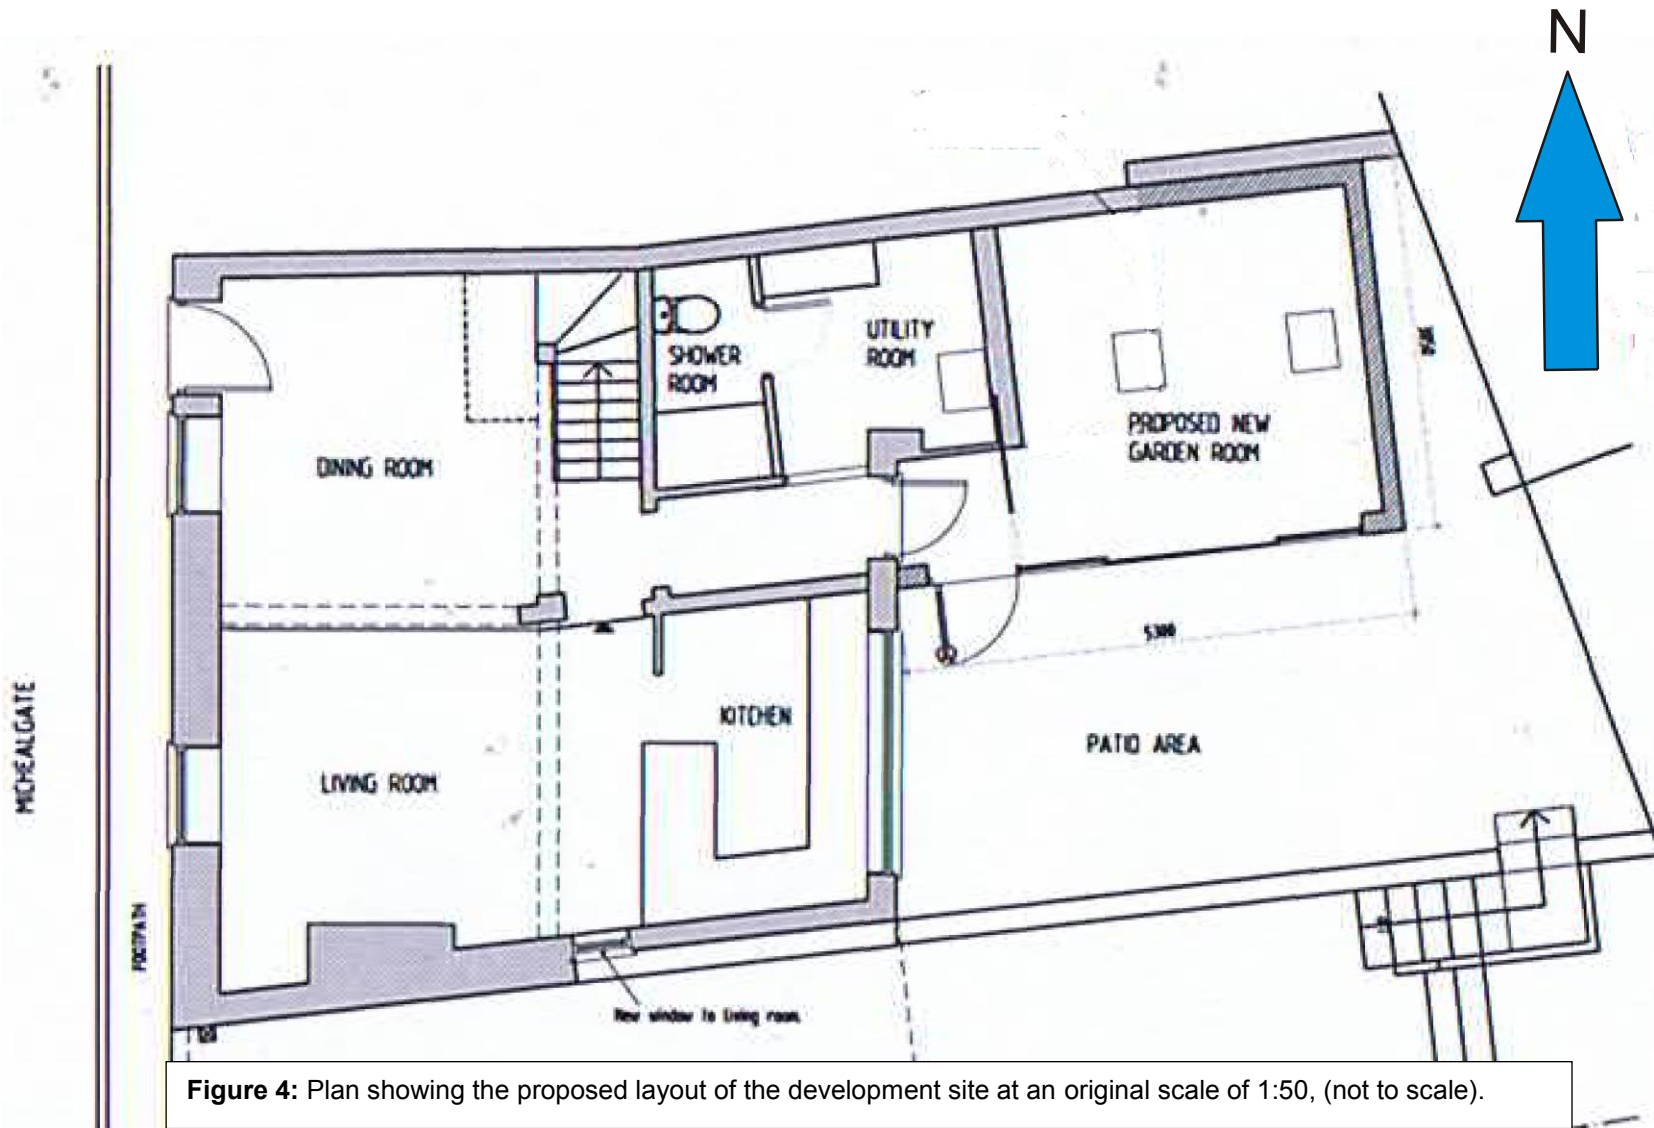 N
SHOWER
ROOM
UTILITY
ROOM
PROPOSED NEW
GARDEN ROOM
DINING ROOM
5300
KITCHEN
PATIO AREA
LIVING ROOM
MICHEALGATE
FOOTPATH
New window to living room.
Figure 4: Plan showing the proposed layout of the development site at an original scale of 1:50, (not to scale).